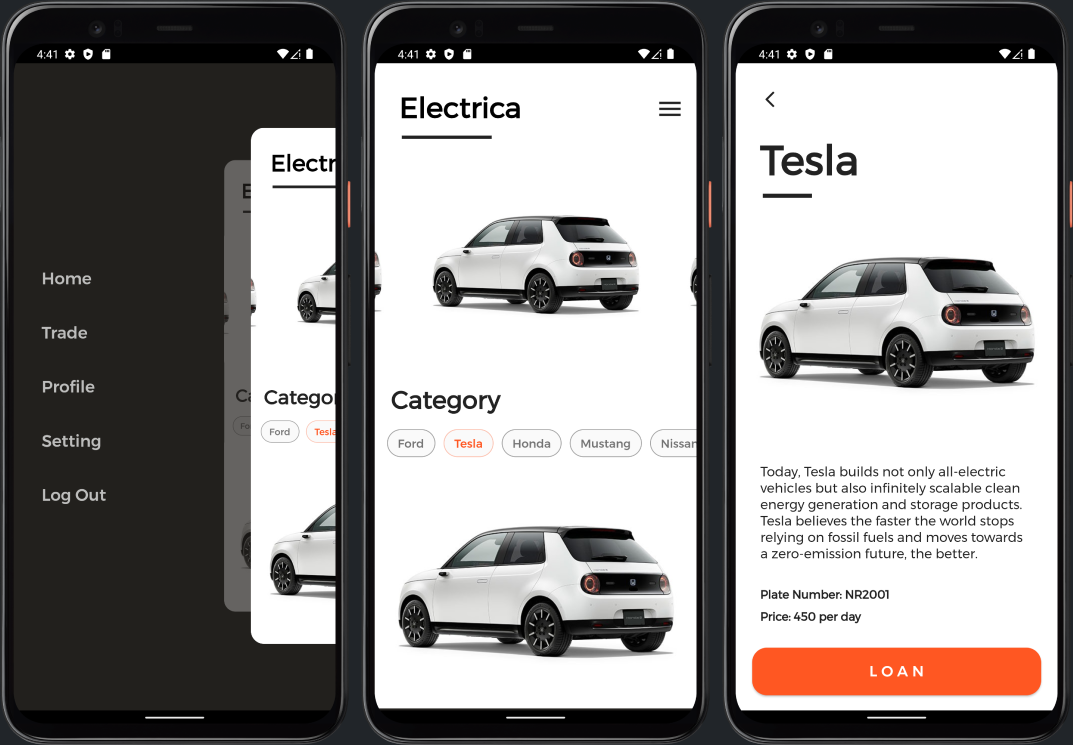 4:41
Electr
E
Home
Trade
Profile
Setting
Log Out
Ca
Categor
Fo
Ford
Tesla
4:41
Electrica
Category
Ford
Tesla
Honda
Mustang
Nissan
4:41
Tesla
Today, Tesla builds not only all-electric
vehicles but also infinitely scalable clean
energy generation and storage products.
Tesla believes the faster the world stops
relying on fossil fuels and moves towards
a zero-emission future, the better.
Plate Number: NR2001
Price: 450 per day
LOAN